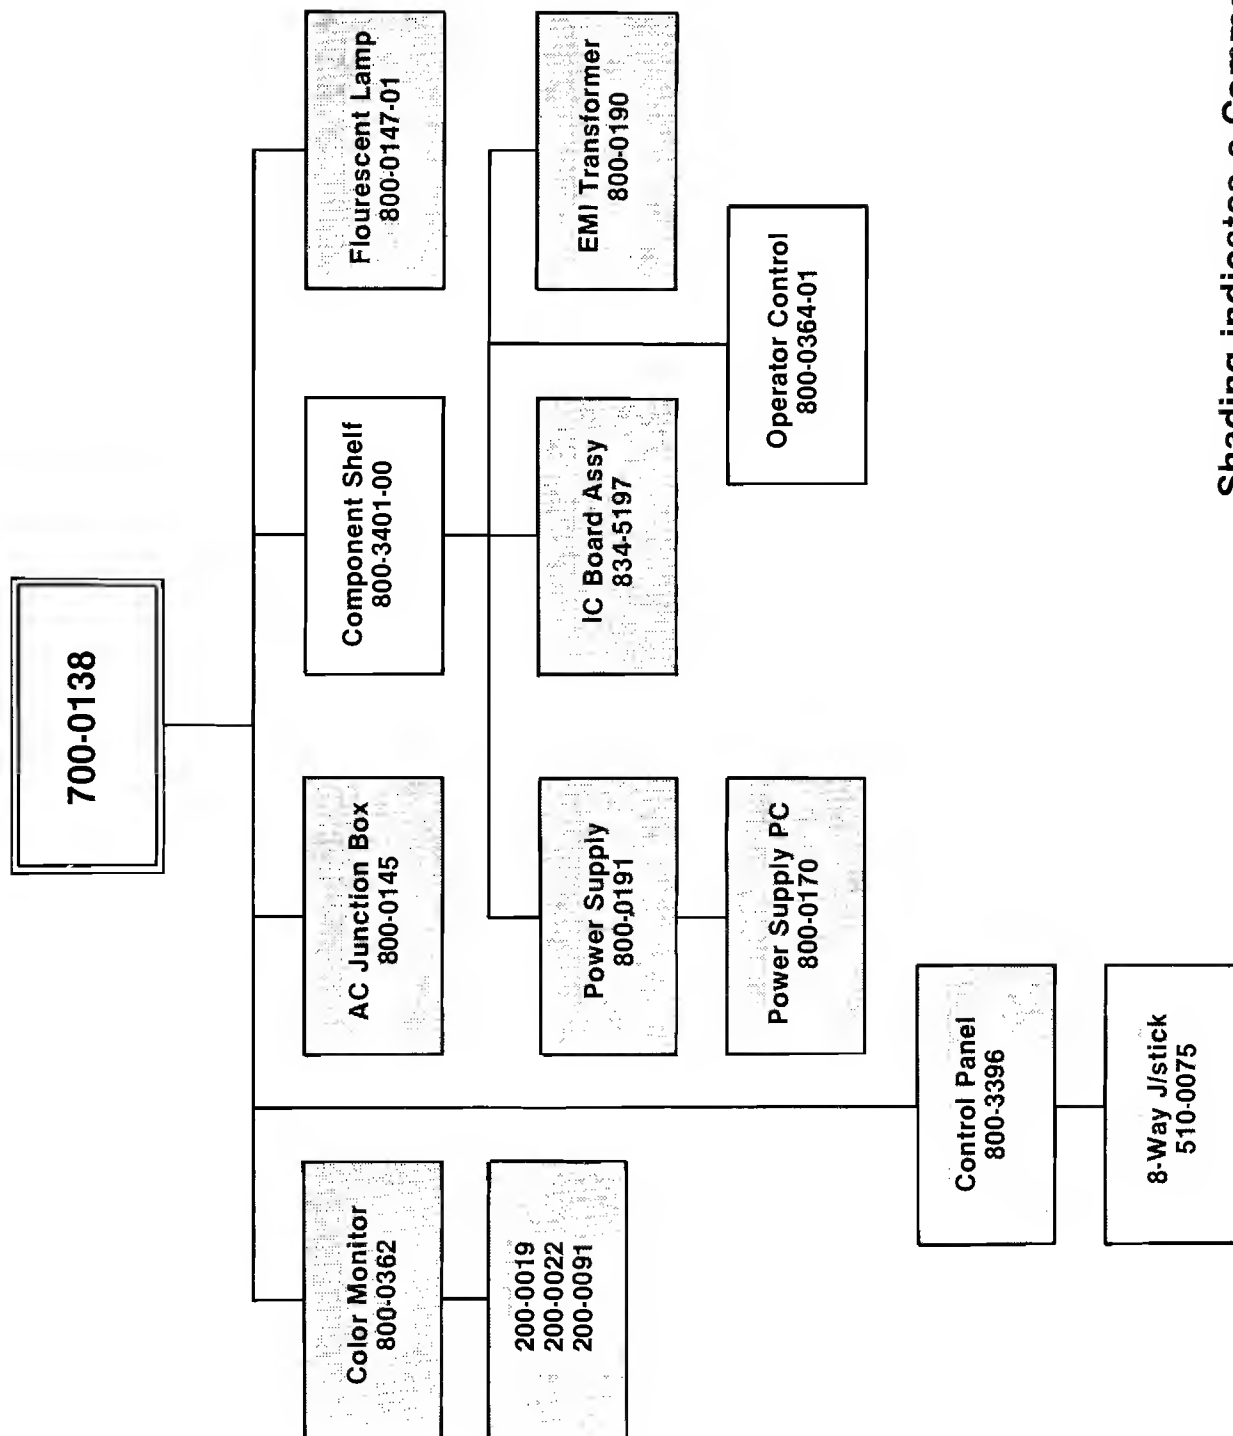 700-0138
Color Monitor
800-0362
AC Junction Box
800-0145
Component Shelf
800-3401-00
Flourescent Lamp
800-0147-01
200-0019
200-0022
200-0091
Power Supply
800-0191
IC Board Assy
834-5197
EMI Transformer
800-0190
Power Supply PC
800-0170
Operator Control
800-0364-01
Control Panel
800-3396
8-Way J/stick
510-0075
Shading indicates a